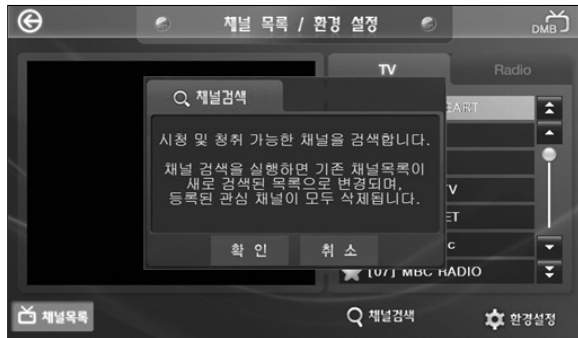 채널 목록 / 환경 설정
DMB
TV
Radio
채널검색
시청 및 청취 가능한 채널을 검색합니다.
채널 검색을 실행하면 기존 채널목록이
새로 검색된 목록으로 변경되며,
등록된 관심 채널이 모두 삭제됩니다.
확 인
취 소
[07] MBC RADIO
채널목록
채널검색
환경설정